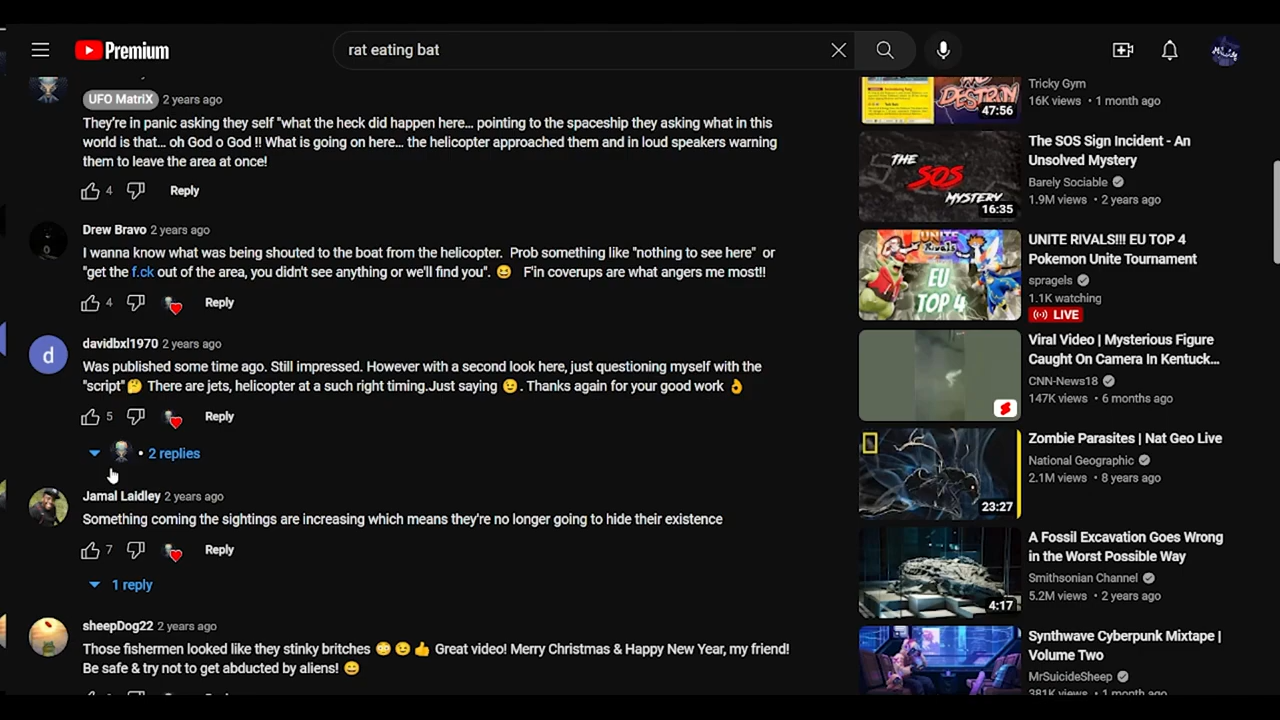 Premium
rat eating bat
UFO MatriX 2 years ago
They're in panic asking they self "what the heck did happen here... pointing to the spaceship they asking what in this
world is that... oh God o God !! What is going on here... the helicopter approached them and in loud speakers warning
them to leave the area at once!
4 Reply
Drew Bravo 2 years ago
I wanna know what was being shouted to the boat from the helicopter. Prob something like "nothing to see here" or
"get the f.ck out of the area, you didn't see anything or we'll find you". 😆 F'in coverups are what angers me most!!
4 Reply
davidbxl1970 2 years ago
d
Was published some time ago. Still impressed. However with a second look here, just questioning myself with the
"script"🤔 There are jets, helicopter at a such right timing.Just saying 😉. Thanks again for your good work 👌
5 Reply
• 2 replies
Jamal Laidley 2 years ago
Something coming the sightings are increasing which means they're no longer going to hide their existence
7 Reply
1 reply
sheepDog22 2 years ago
Those fishermen looked like they stinky britches 😳😉👍 Great video! Merry Christmas & Happy New Year, my friend!
Be safe & try not to get abducted by aliens! 😄
47:56
Tricky Gym
16K views • 1 month ago
THE
SOS
MYSTERY
16:35
The SOS Sign Incident - An
Unsolved Mystery
Barely Sociable
1.9M views • 2 years ago
UNITE
RIVALS
EU
TOP 4
UNITE RIVALS!!! EU TOP 4
Pokemon Unite Tournament
spragels
1.1K watching
LIVE
Viral Video | Mysterious Figure
Caught On Camera In Kentuck...
CNN-News18
147K views • 6 months ago
23:27
Zombie Parasites | Nat Geo Live
National Geographic
2.1M views • 8 years ago
4:17
A Fossil Excavation Goes Wrong
in the Worst Possible Way
Smithsonian Channel
5.2M views • 2 years ago
Synthwave Cyberpunk Mixtape |
Volume Two
MrSuicideSheep
381K views • 1 month ago